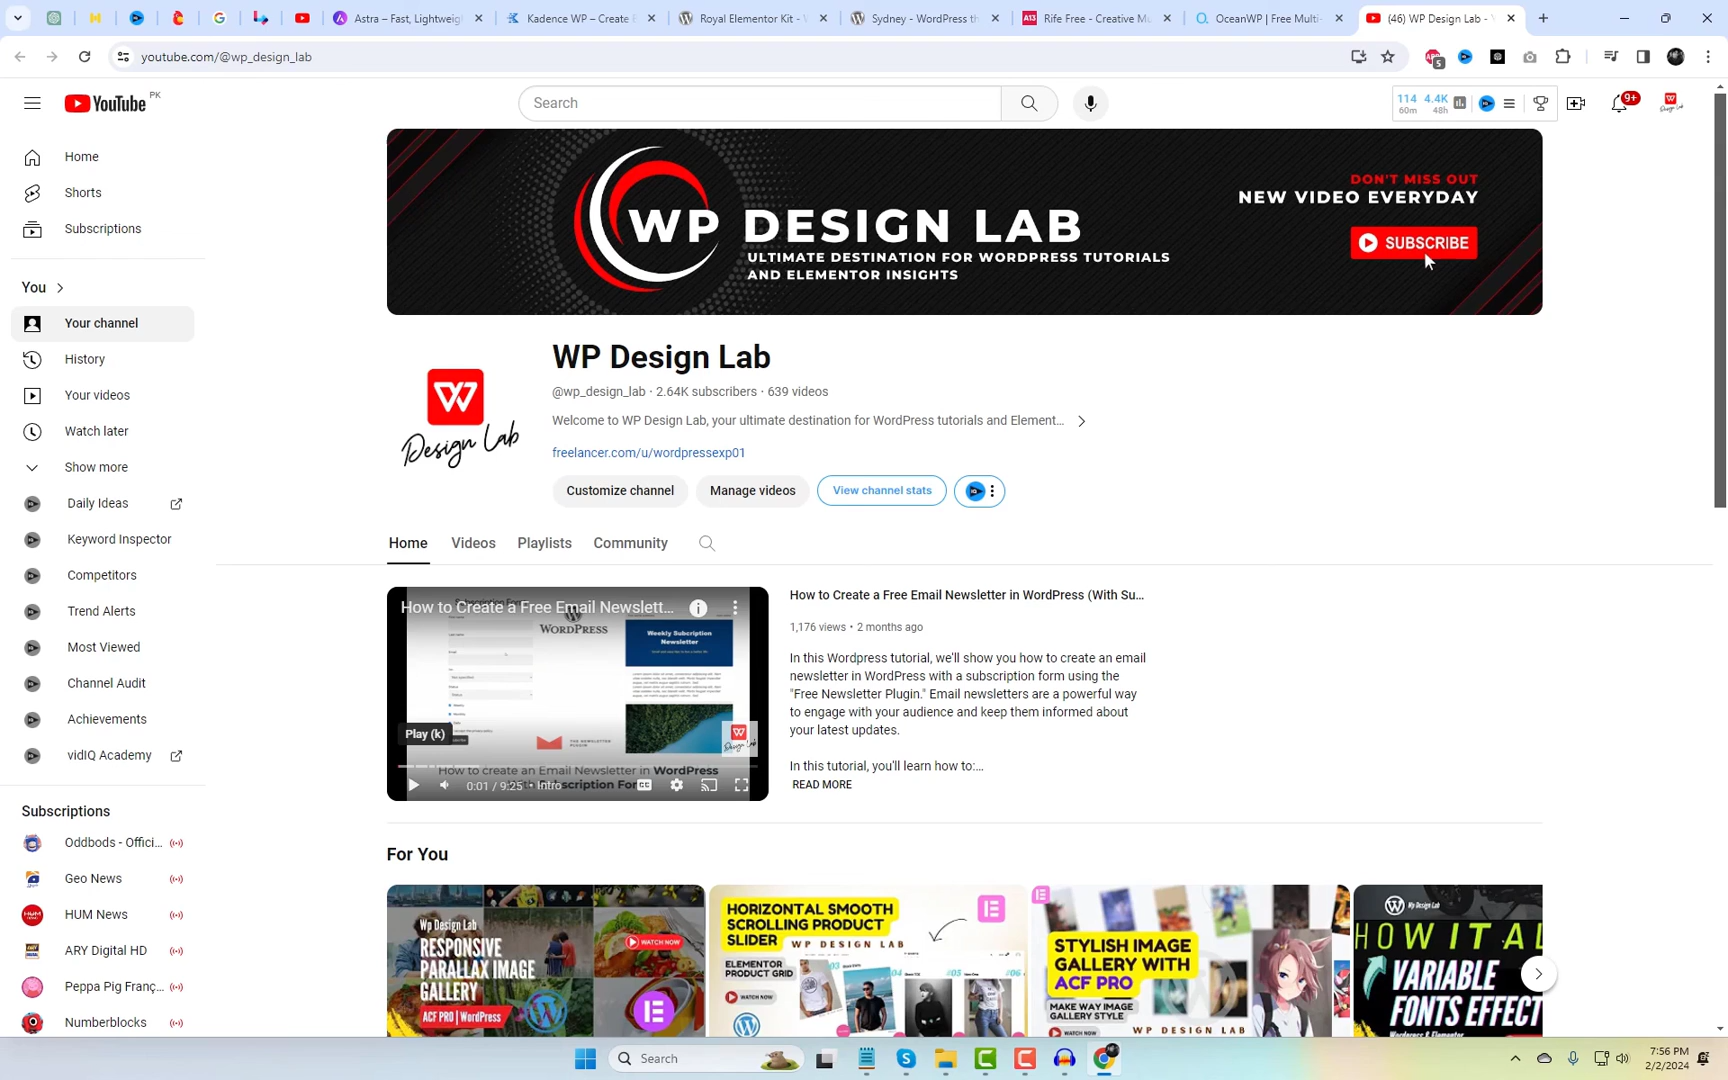 Astra – Fast, Lightweig
Kadence WP – Create E
Royal Elementor Kit - V
Sydney - WordPress th
Rife Free - Creative Mu
OceanWP | Free Multi-
(46) WP Design Lab -
youtube.com/@wp_design_lab
YouTube PK
Search
114 4.4K
60m 48h
9+
Home
Shorts
Subscriptions
You
Your channel
History
Your videos
Watch later
Show more
Daily Ideas
Keyword Inspector
Competitors
Trend Alerts
Most Viewed
Channel Audit
Achievements
vidIQ Academy
Subscriptions
Oddbods - Offici...
Geo News
HUM News
ARY Digital HD
Peppa Pig Franç...
Numberblocks
WP DESIGN LAB
ULTIMATE DESTINATION FOR WORDPRESS TUTORIALS
AND ELEMENTOR INSIGHTS
DON'T MISS OUT
NEW VIDEO EVERYDAY
SUBSCRIBE
Design Lab
WP Design Lab
@wp_design_lab · 2.64K subscribers · 639 videos
Welcome to WP Design Lab, your ultimate destination for WordPress tutorials and Element...
freelancer.com/u/wordpressexp01
Customize channel
Manage videos
View channel stats
Home
Videos
Playlists
Community
How to Create a Free Email Newslett...
WORDPRESS
Weekly Subcription
Newsletter
Play (k)
FREE NEWSLETTER
PLUGIN
How to create an Email Newsletter in WordPress
with Subscription For
0:01 / 9:25 • Intro
How to Create a Free Email Newsletter in WordPress (With Su...
1,176 views • 2 months ago
In this Wordpress tutorial, we'll show you how to create an email
newsletter in WordPress with a subscription form using the
"Free Newsletter Plugin." Email newsletters are a powerful way
to engage with your audience and keep them informed about
your latest updates.
In this tutorial, you'll learn how to:...
READ MORE
For You
Wp Design Lab
RESPONSIVE
PARALLAX IMAGE
GALLERY
ACF PRO | WORDPRESS
WATCH NOW
HORIZONTAL SMOOTH
SCROLLING PRODUCT
SLIDER
WP DESIGN LAB
ELEMENTOR
PRODUCT GRID
WATCH NOW
STYLISH IMAGE
GALLERY WITH
ACF PRO
MAKE WAY IMAGE
GALLERY STYLE
WATCH NOW
WP DESIGN LAB
Wp Design Lab
HOW ITAL
VARIABLE
FONTS EFFECT
Search
7:56 PM
2/2/2024